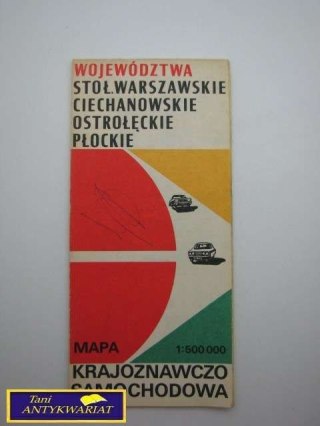 WOJEWÓDZTWA
STOŁ.WARSZAWSKIE
CIECHANOWSKIE
OSTROŁĘCKIE
PŁOCKIE
MAPA 1:500 000
KRAJOZNAWCZO
SAMOCHODOWA
Tani
ANTYKWARIAT